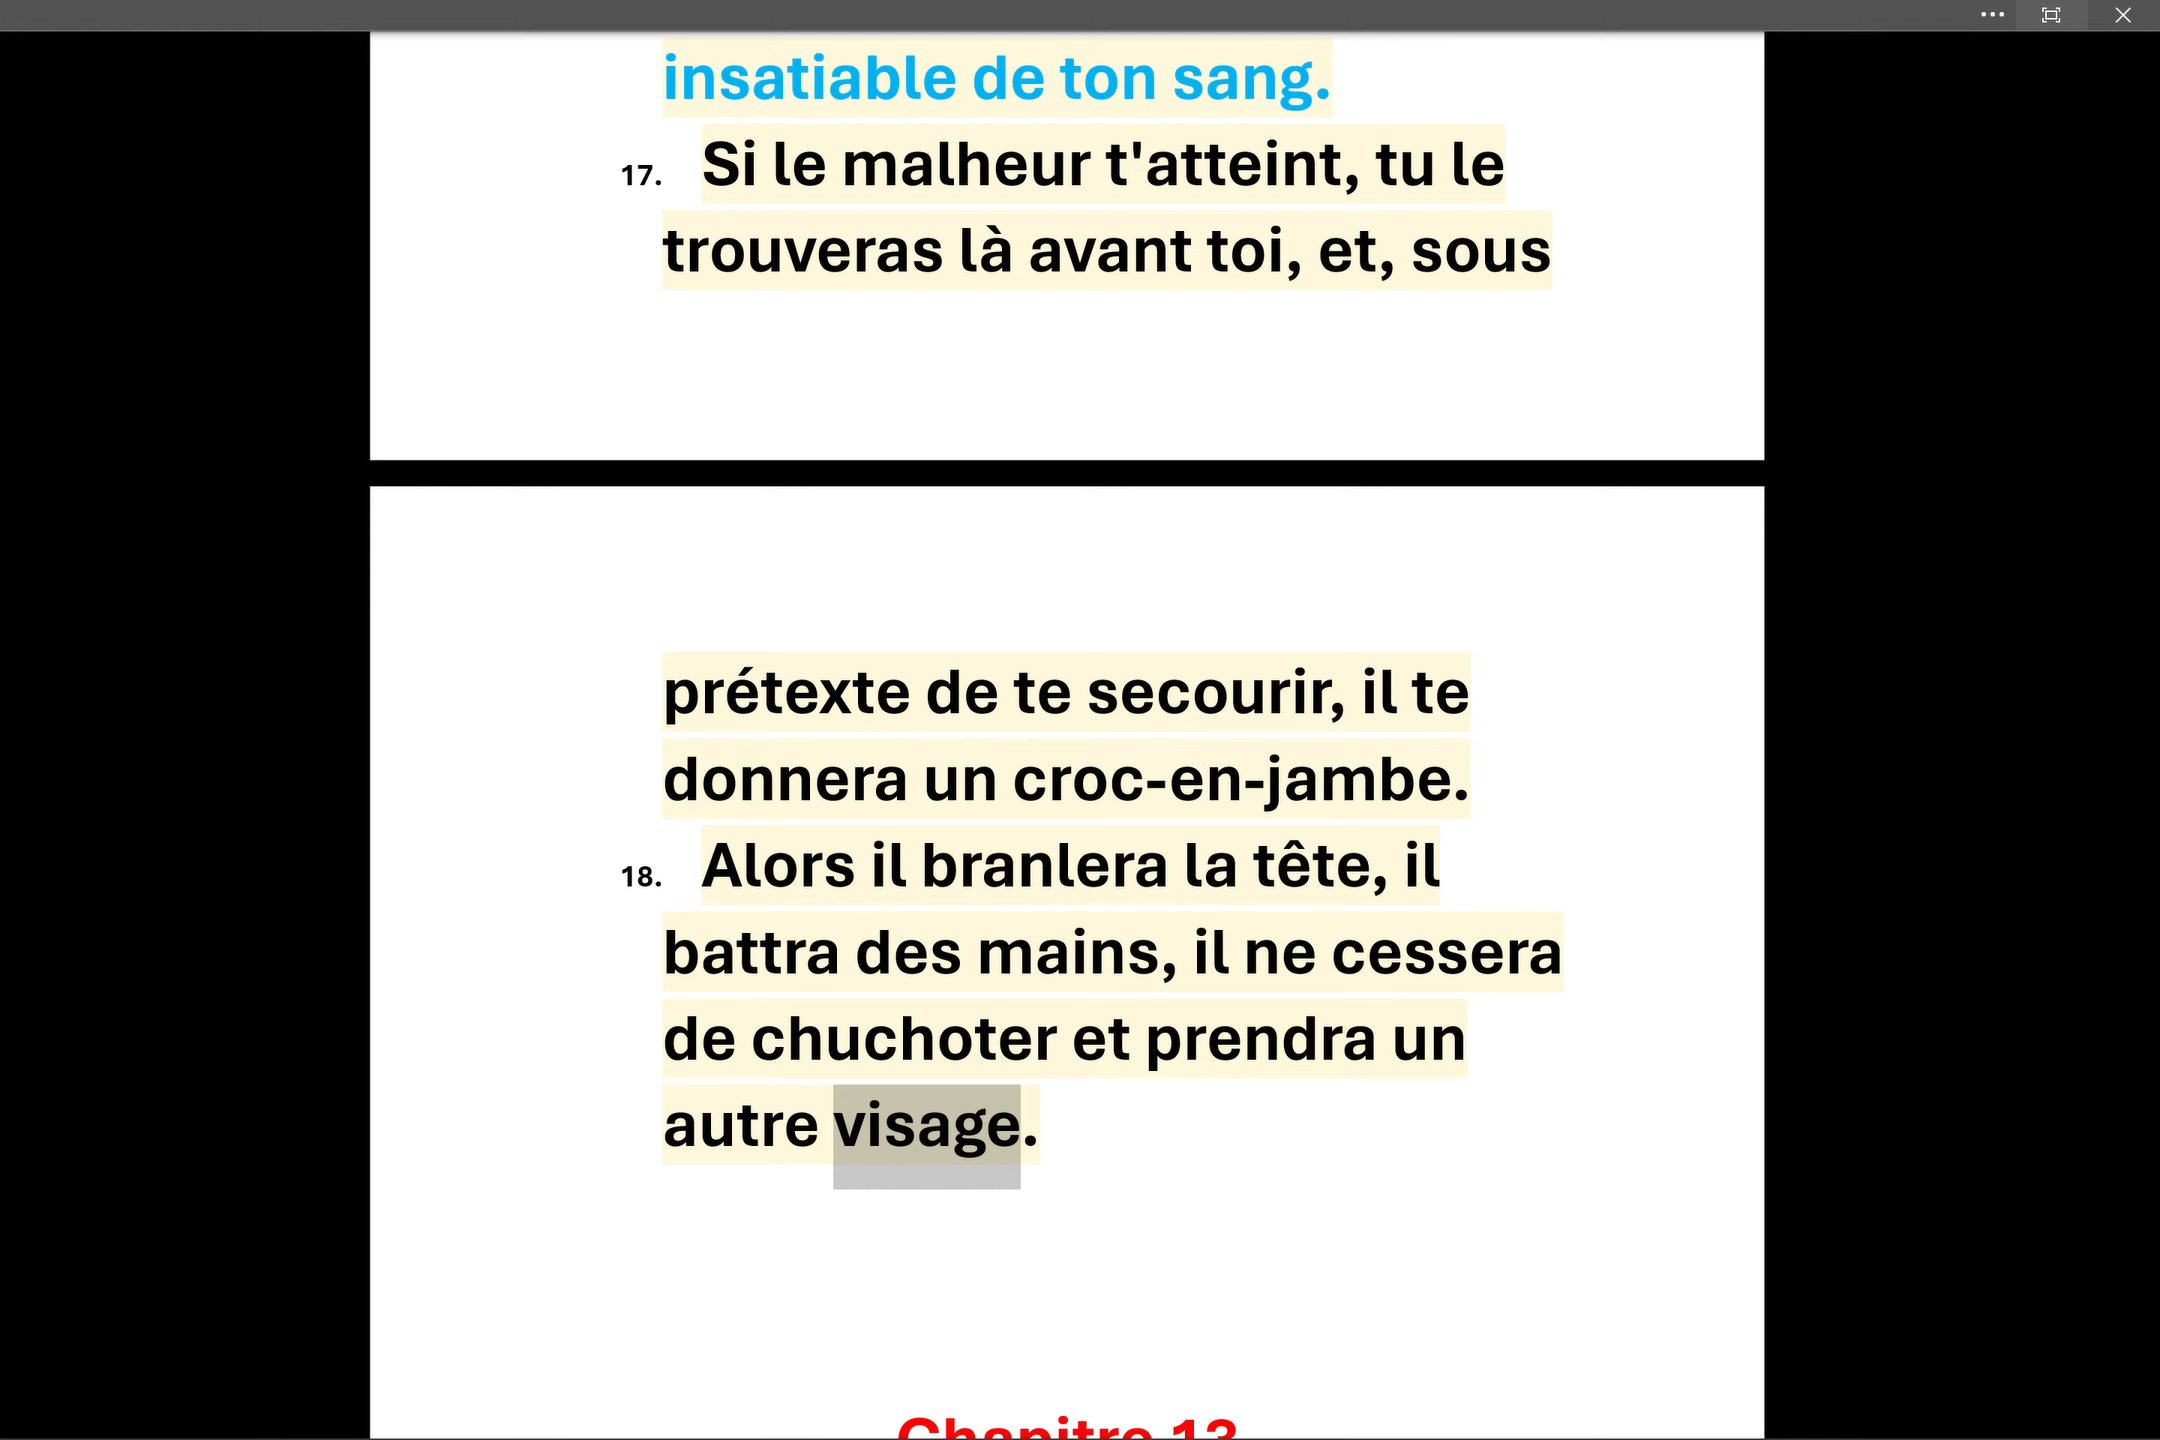 insatiable de ton sang.
17. Si le malheur t'atteint, tu le
trouveras là avant toi, et, sous
prétexte de te secourir, il te
donnera un croc-en-jambe.
18. Alors il branlera la tête, il
battra des mains, il ne cessera
de chuchoter et prendra un
autre visage.
Chapitre 13